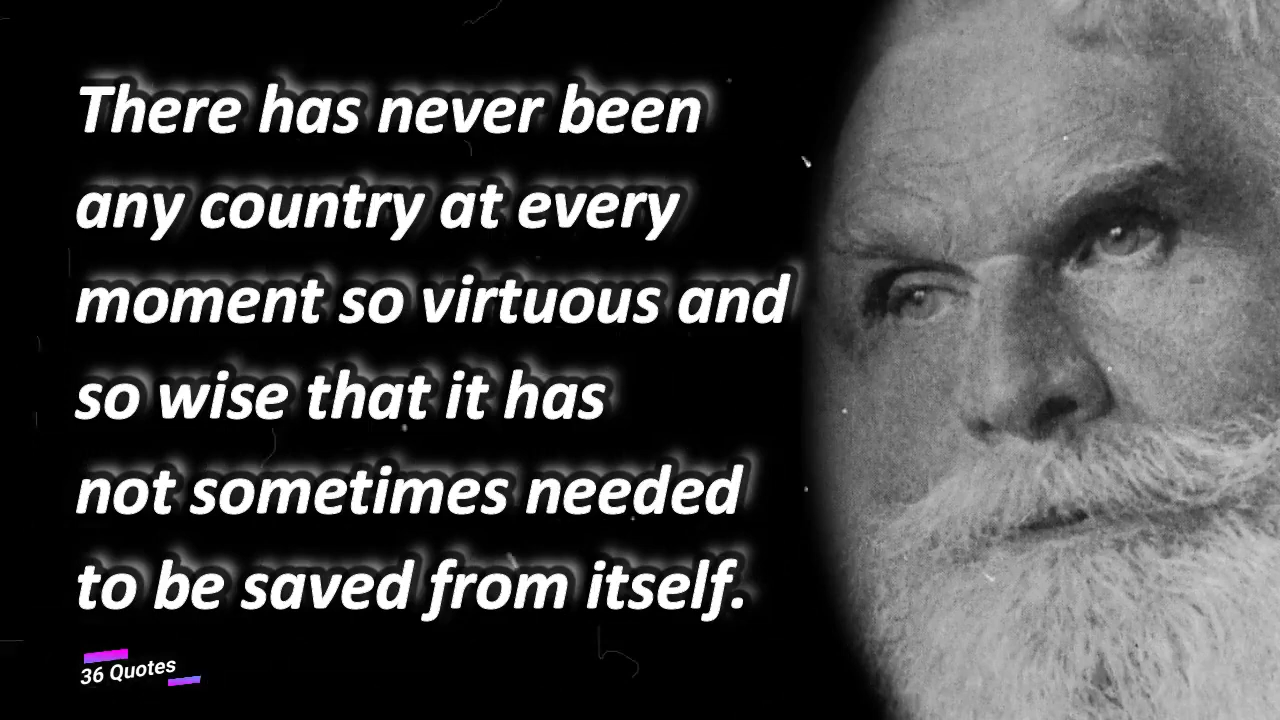 There has never been
any country at every
moment so virtuous and
so wise that it has
not sometimes needed
to be saved from itself.
36 Quotes